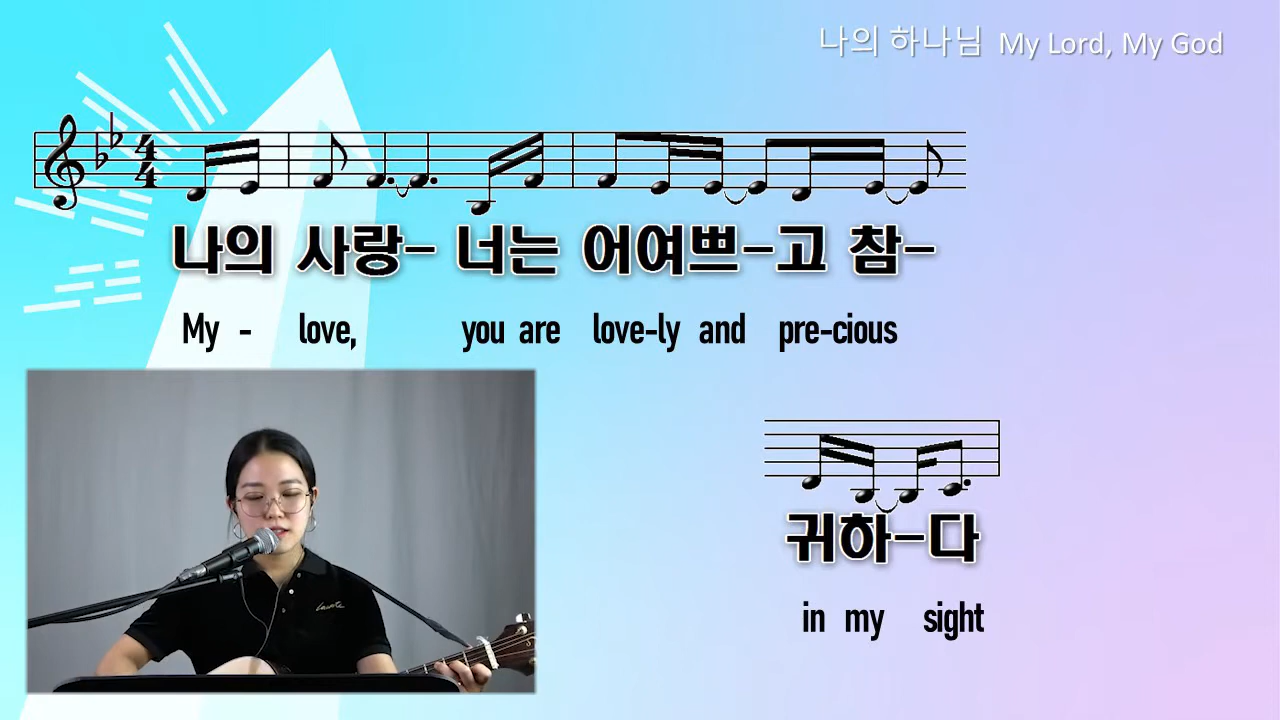 나의 하나님 My Lord, My God
나의 사랑- 너는 어여쁘-고 참-
My - love, you are love-ly and pre-cious
귀하-다
in my sight